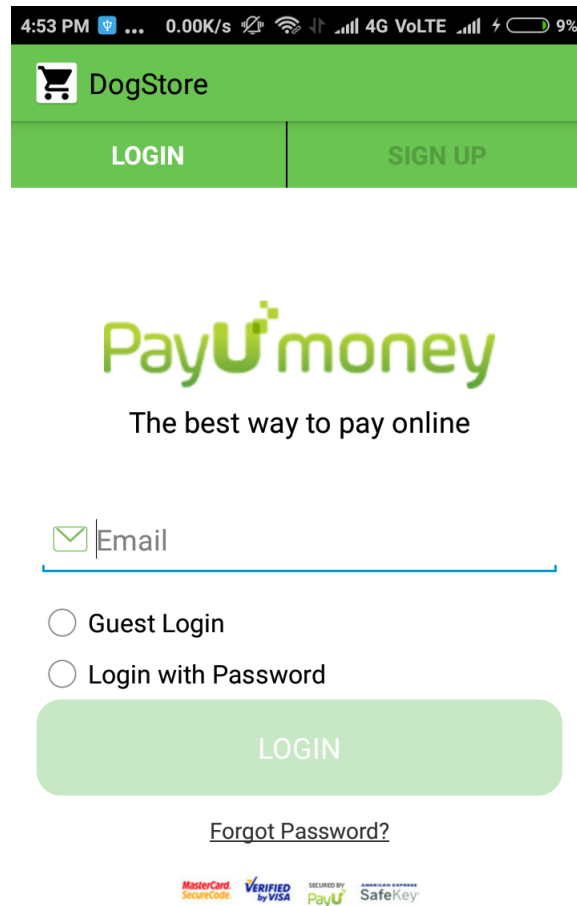 4:53 PM ... 0.00K/s 4G VoLTE 9%
DogStore
LOGIN SIGN UP
PayUmoney
The best way to pay online
Email
Guest Login
Login with Password
LOGIN
Forgot Password?
MasterCard. SecureCode. VERIFIED by VISA SECURED BY PayU AMERICAN EXPRESS SafeKey